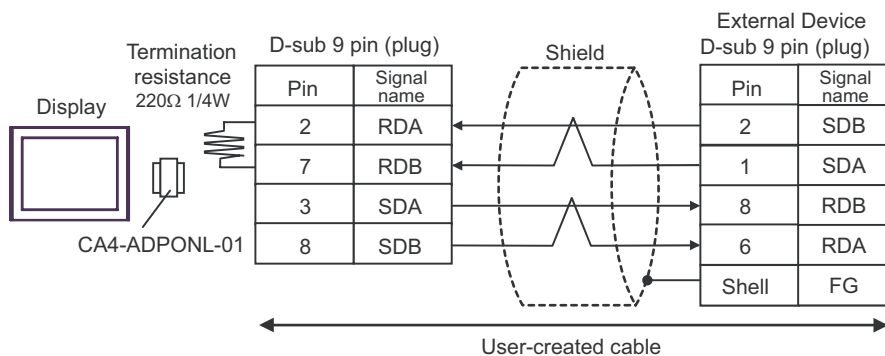 External Device
D-sub 9 pin (plug)
D-sub 9 pin (plug)
Shield
Termination
resistance
220Ω 1/4W
Display
CA4-ADPONL-01
Pin
Signal
name
2
RDA
7
RDB
3
SDA
8
SDB
Pin
Signal
name
2
SDB
1
SDA
8
RDB
6
RDA
Shell
FG
User-created cable